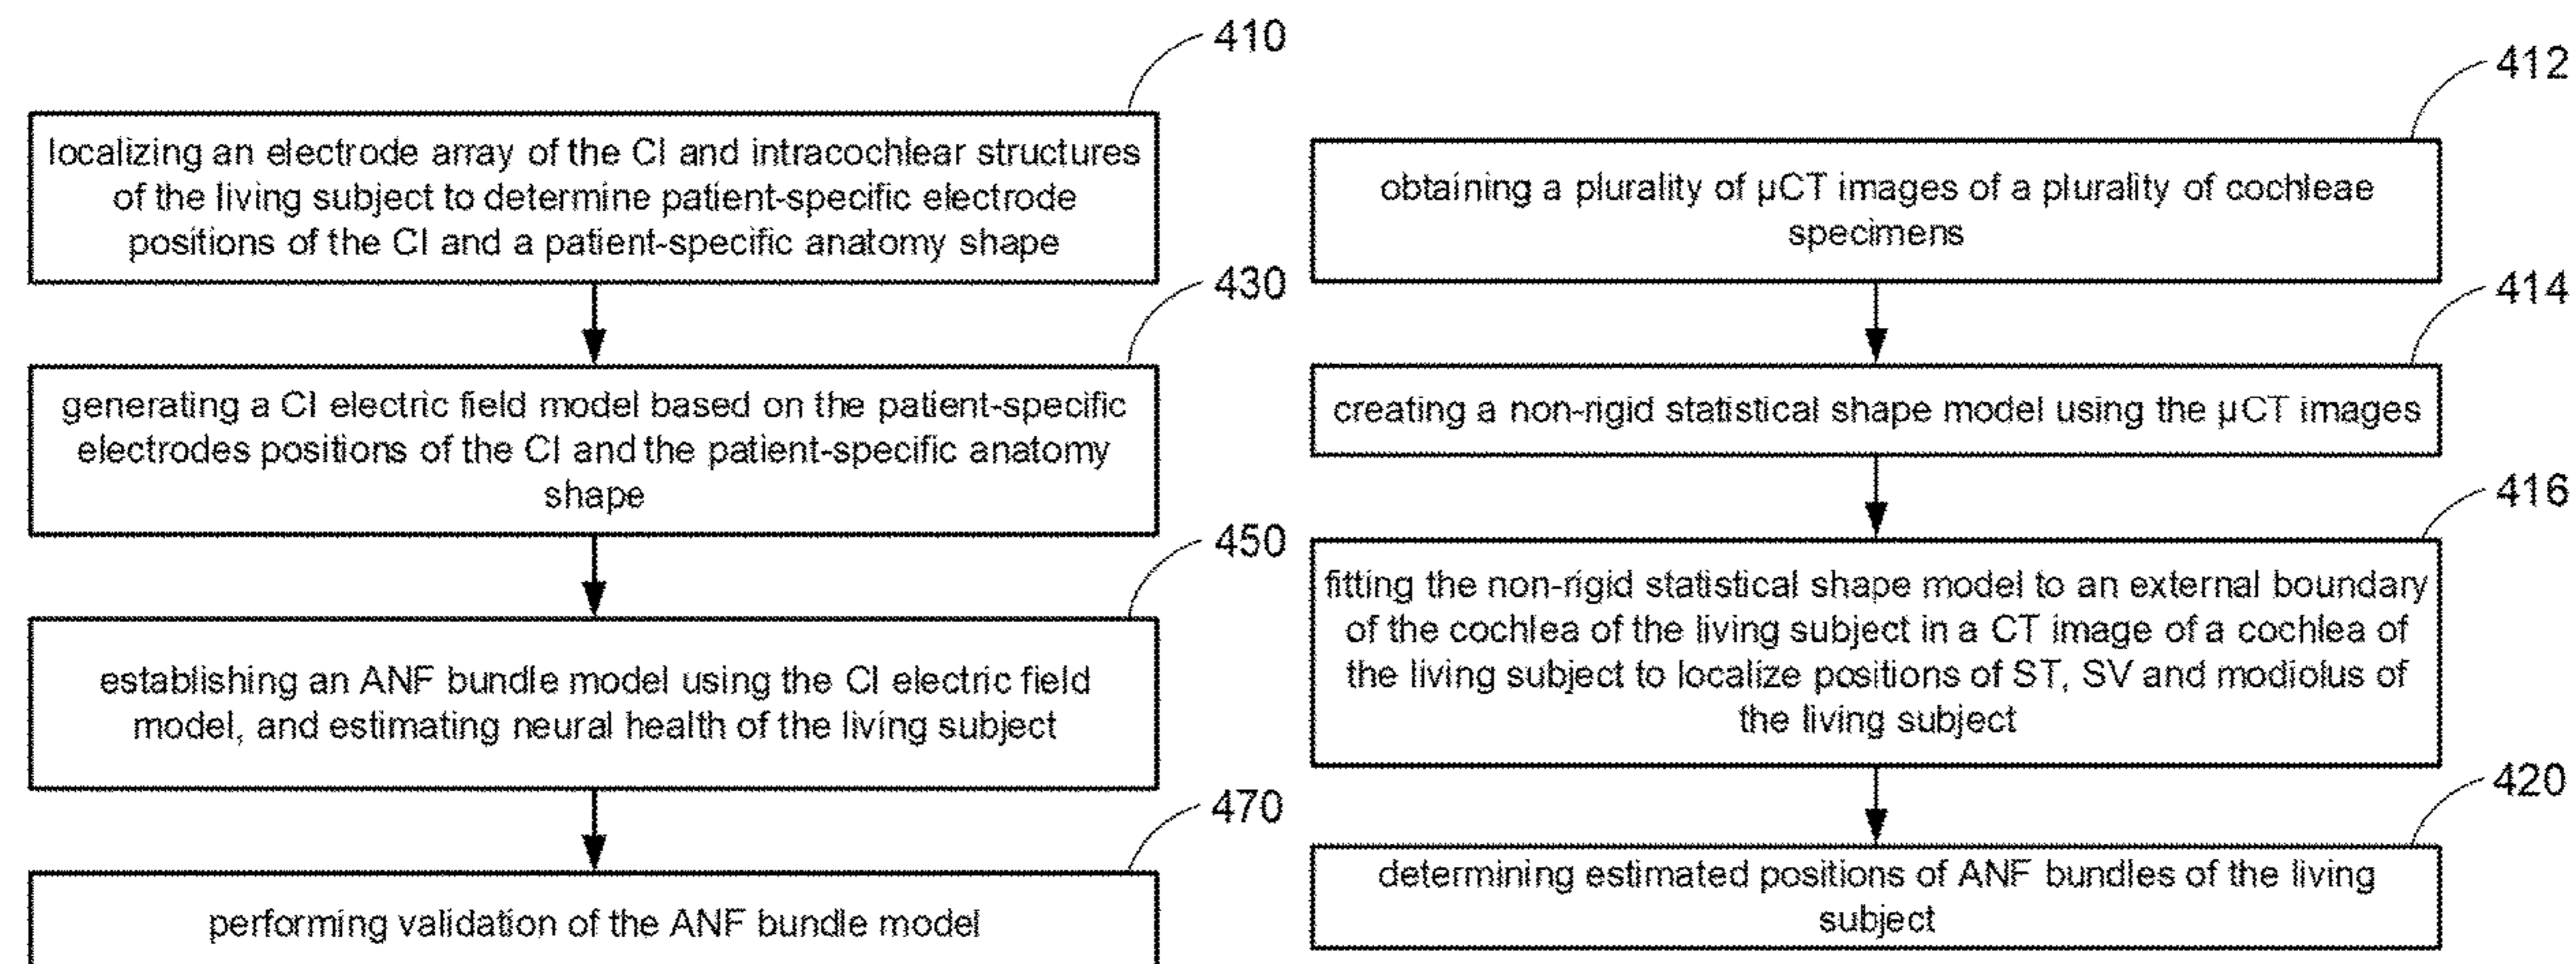 410
localizing an electrode array of the CI and intracochlear structures
of the living subject to determine patient-specific electrode
positions of the CI and a patient-specific anatomy shape
430
generating a CI electric field model based on the patient-specific
electrodes positions of the CI and the patient-specific anatomy
shape
450
establishing an ANF bundle model using the CI electric field
model, and estimating neural health of the living subject
470
performing validation of the ANF bundle model
412
obtaining a plurality of µCT images of a plurality of cochleae
specimens
414
creating a non-rigid statistical shape model using the µCT images
416
fitting the non-rigid statistical shape model to an external boundary
of the cochlea of the living subject in a CT image of a cochlea of
the living subject to localize positions of ST, SV and modiolus of
the living subject
420
determining estimated positions of ANF bundles of the living
subject